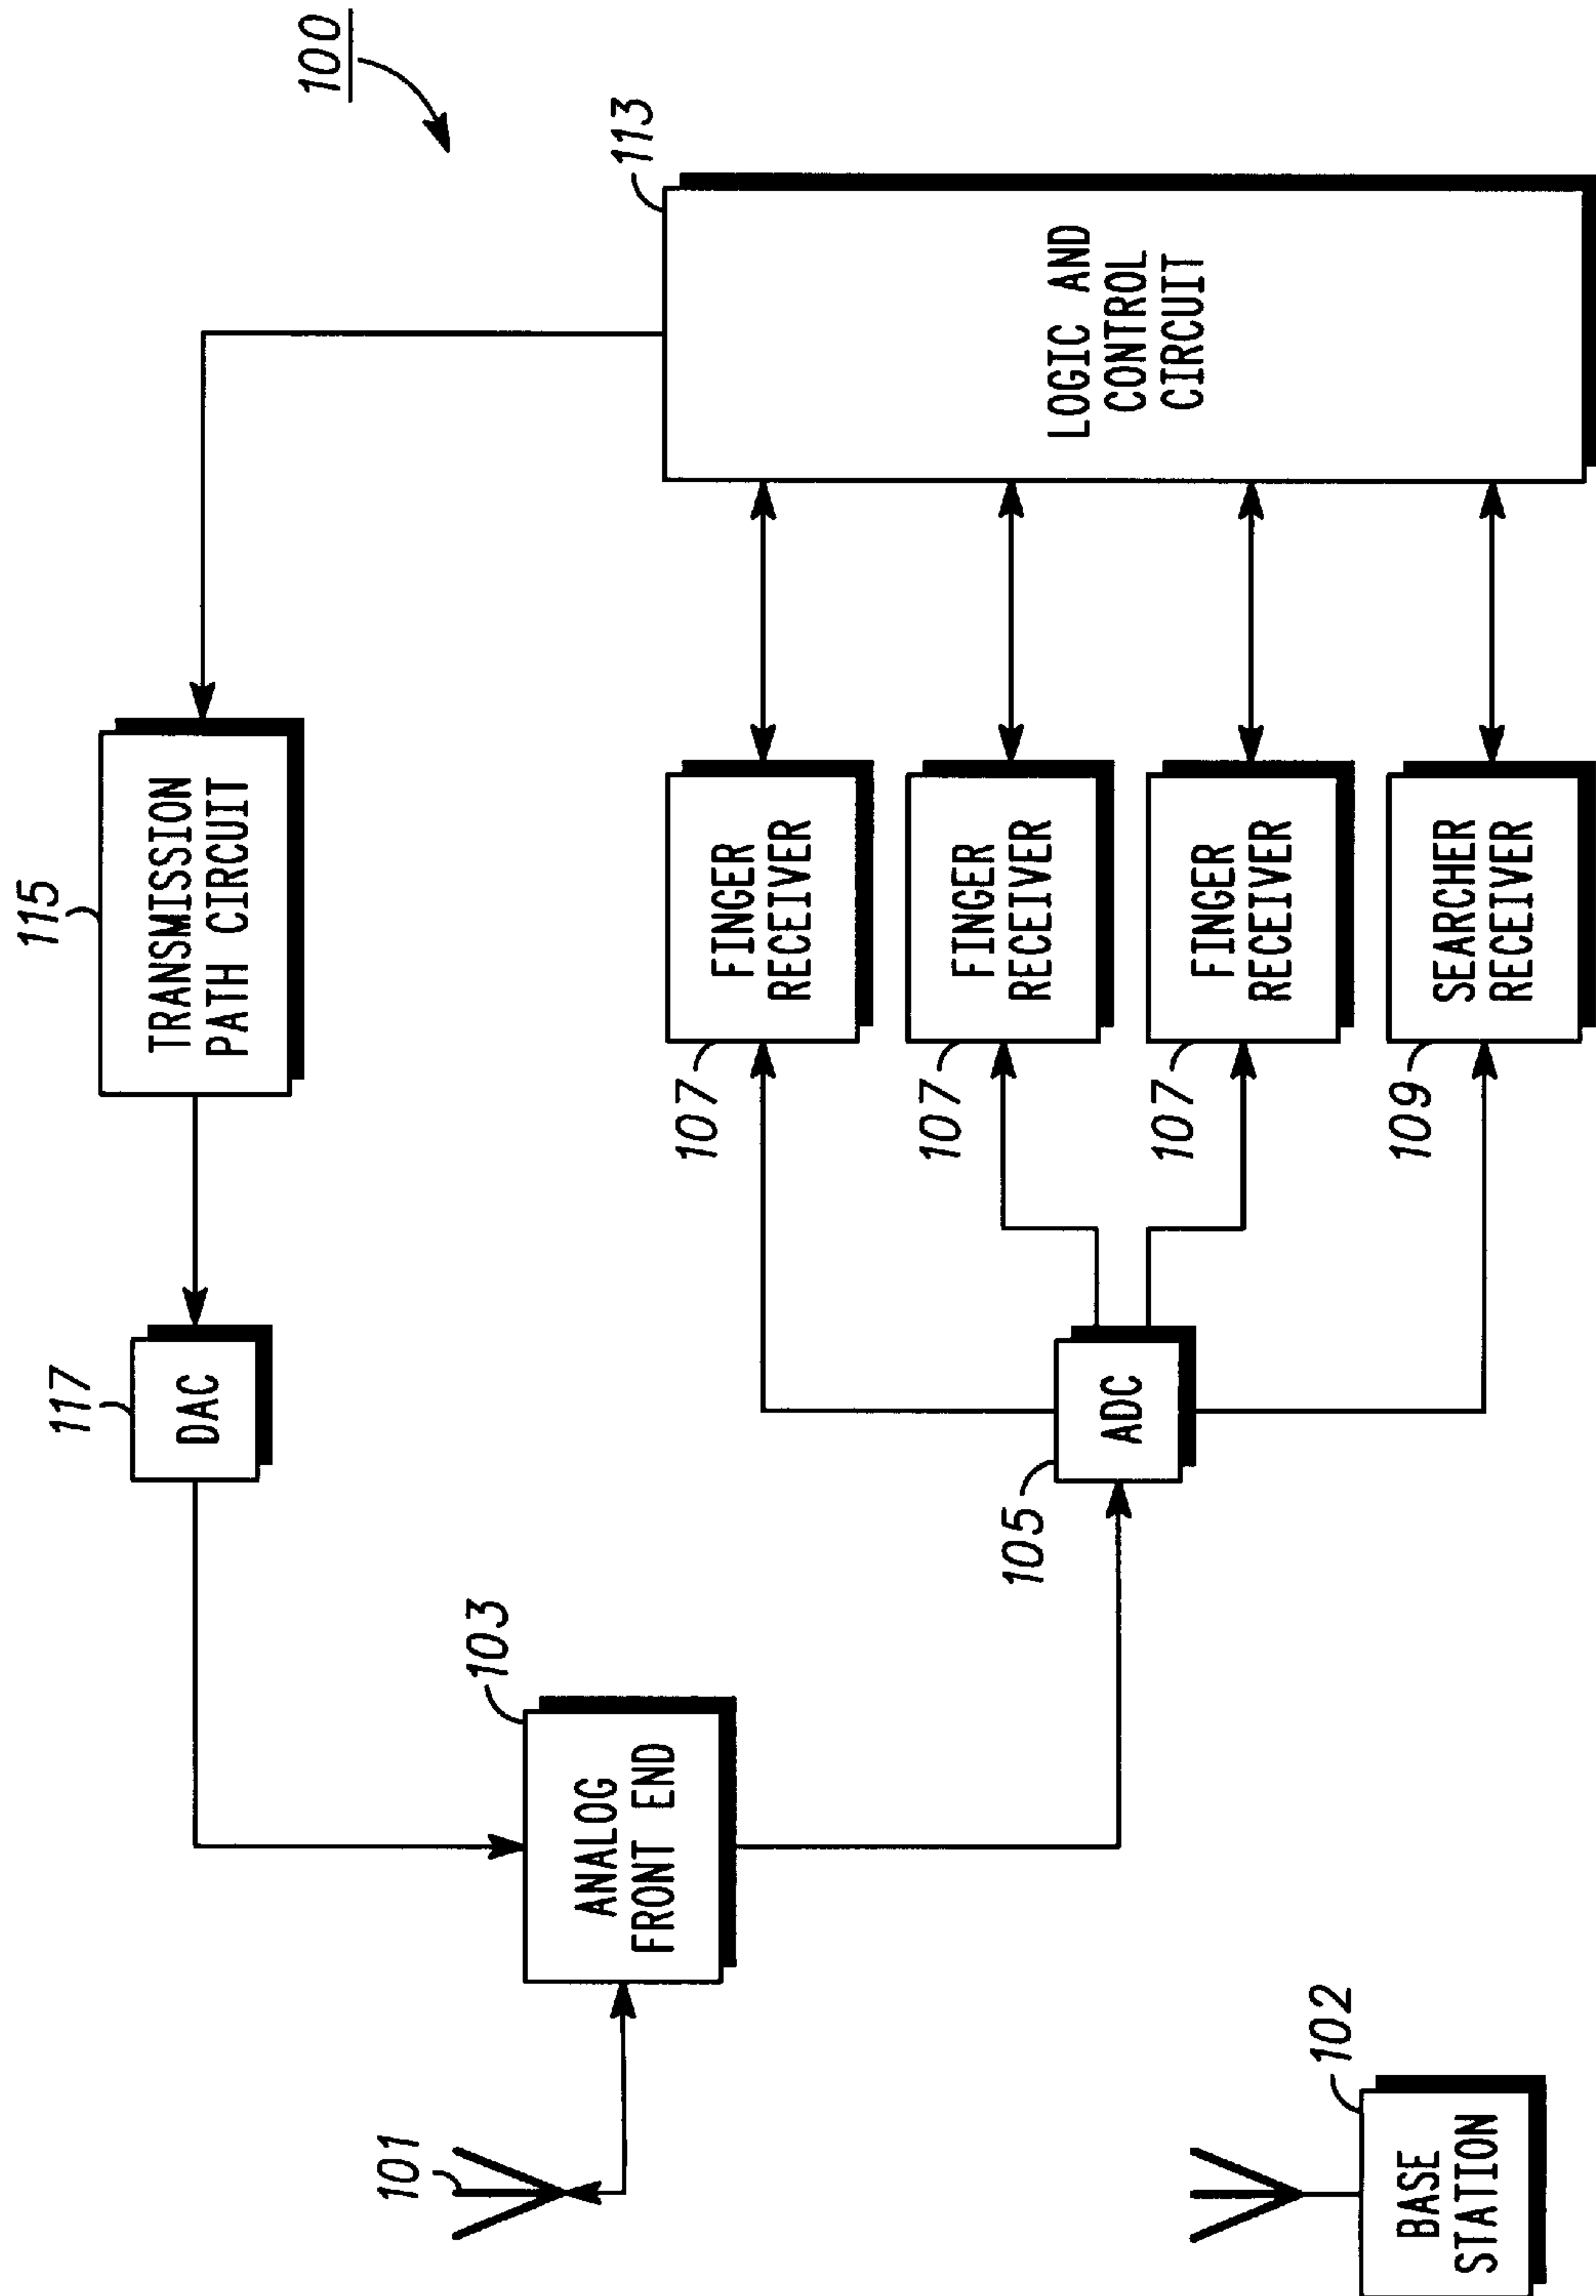 100
115
TRANSMISSION
PATH CIRCUIT
117
DAC
113
LOGIC AND
CONTROL
CIRCUIT
103
ANALOG
FRONT END
101
FINGER
RECEIVER
107
FINGER
RECEIVER
107
FINGER
RECEIVER
107
SEARCHER
RECEIVER
109
105
ADC
102
BASE
STATION